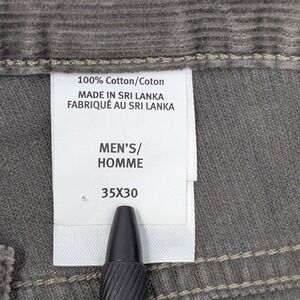 100% Cotton/Coton
MADE IN SRI LANKA
FABRIQUÉ AU SRI LANKA
MEN'S/
HOMME
35X30